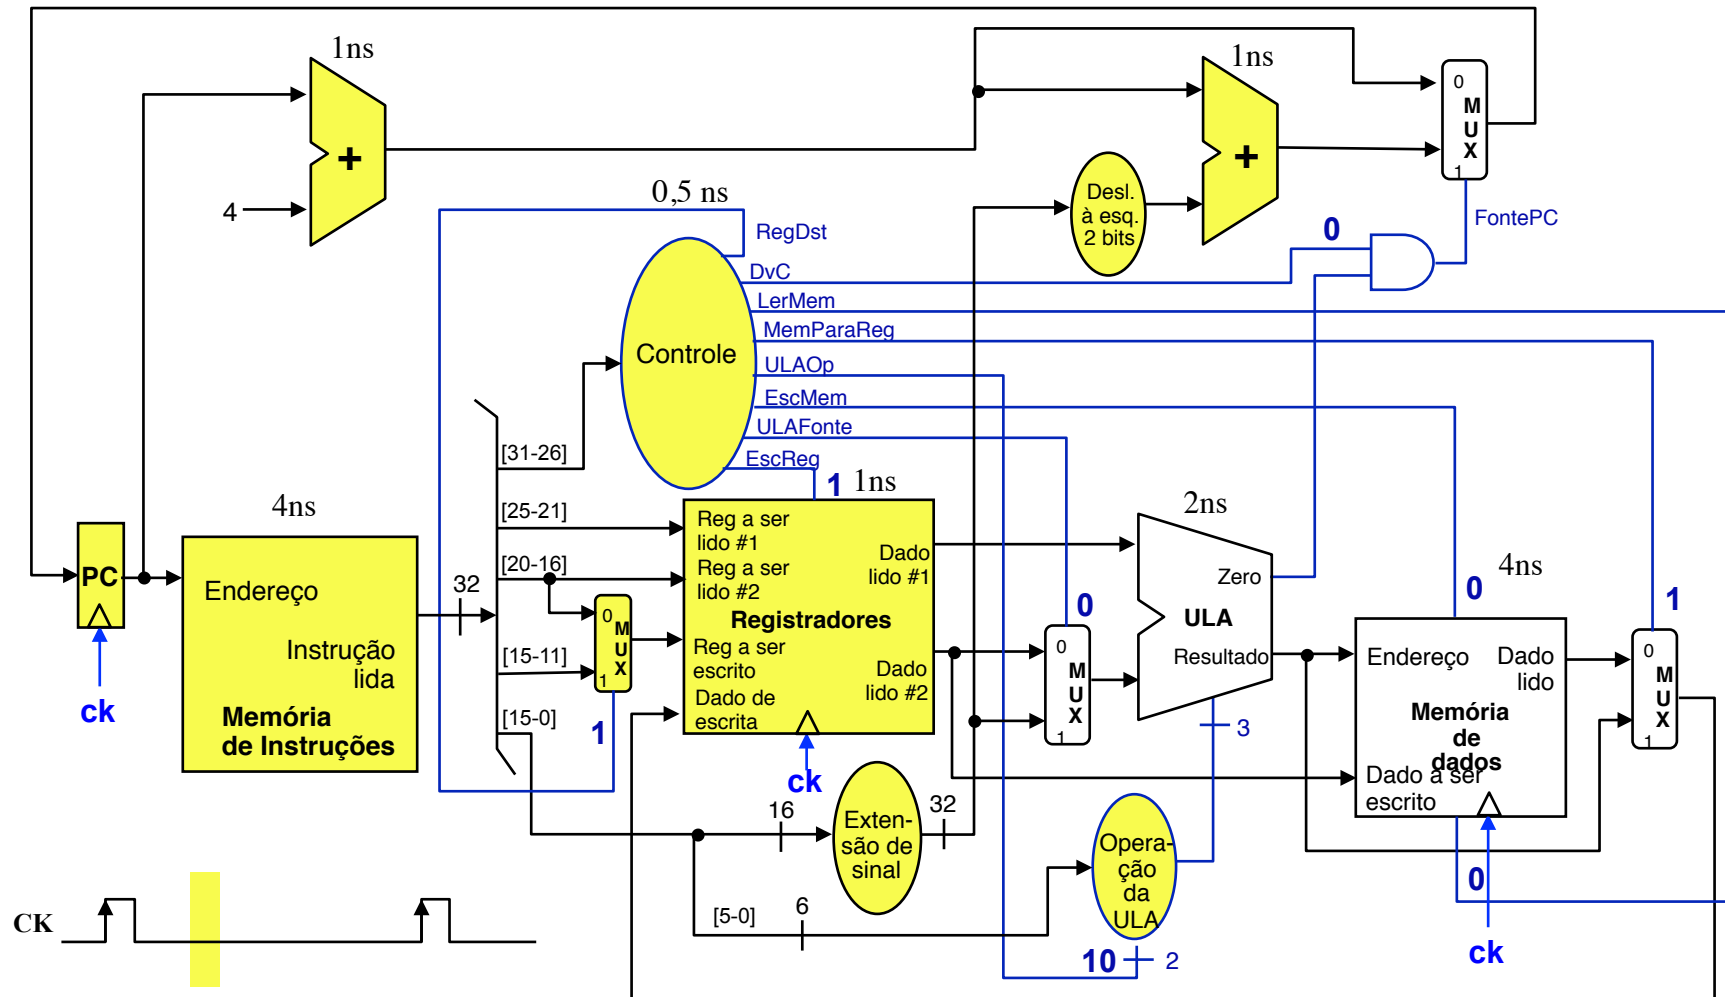 1ns
1ns
0
M
U
X
1
4
+
+
Desl.
à esq.
2 bits
0,5 ns
RegDst
FontePC
0
DvC
LerMem
MemParaReg
Controle
ULAOp
EscMem
ULAFonte
EscReg
[31-26]
1
1ns
4ns
[25-21]
Reg a ser
lido #1
Dado
lido #1
2ns
4ns
PC
Endereço
32
[20-16]
Reg a ser
lido #2
Zero
0
0
1
Registradores
0
M
U
X
1
ULA
Instrução
lida
[15-11]
Reg a ser
escrito
Dado
lido #2
0
M
U
X
1
Resultado
Endereço
Dado
lido
0
M
U
X
1
ck
Memória
de Instruções
[15-0]
Dado de
escrita
1
3
Memória
de
dados
Dado a ser
escrito
ck
16
Exten-
são de
sinal
32
Opera-
ção
da
ULA
0
CK
[5-0]
6
10
2
ck